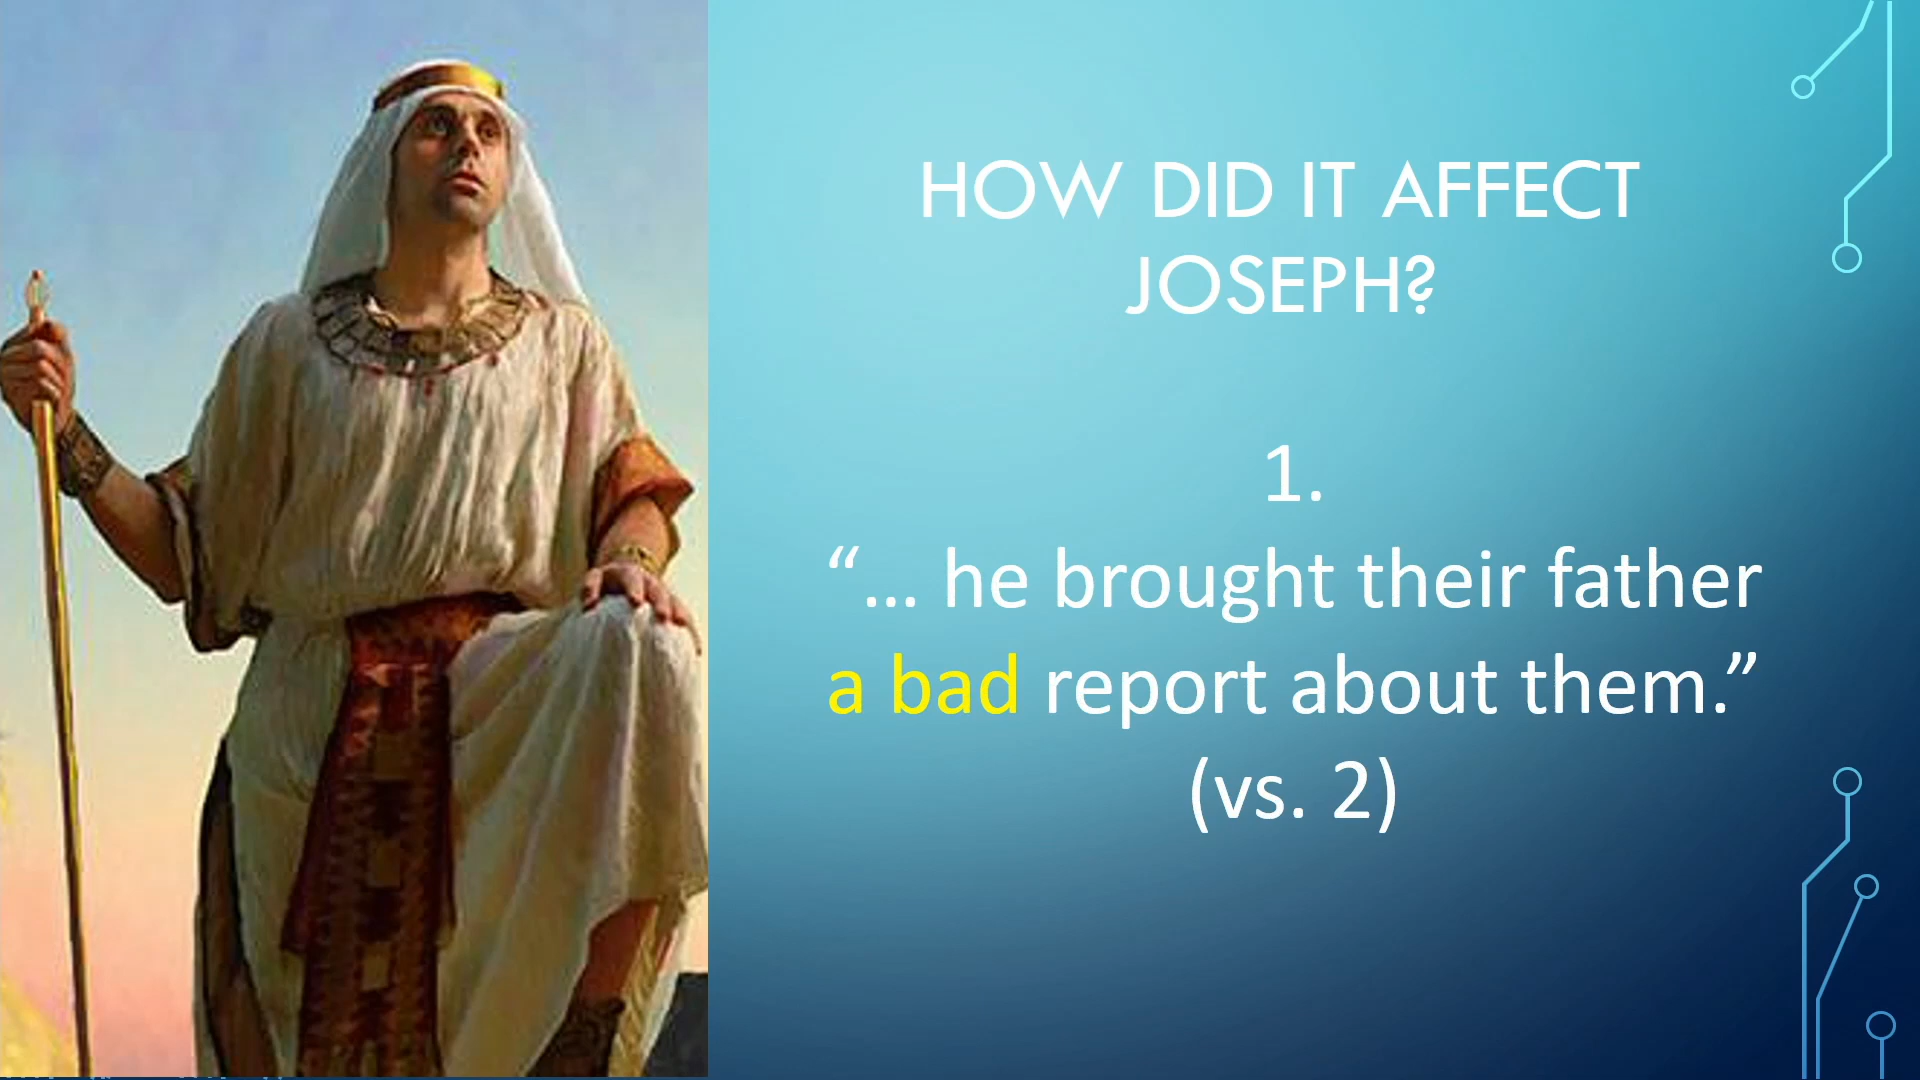 HOW DID IT AFFECT
JOSEPH?
1.
“… he brought their father
a bad report about them.”
(vs. 2)